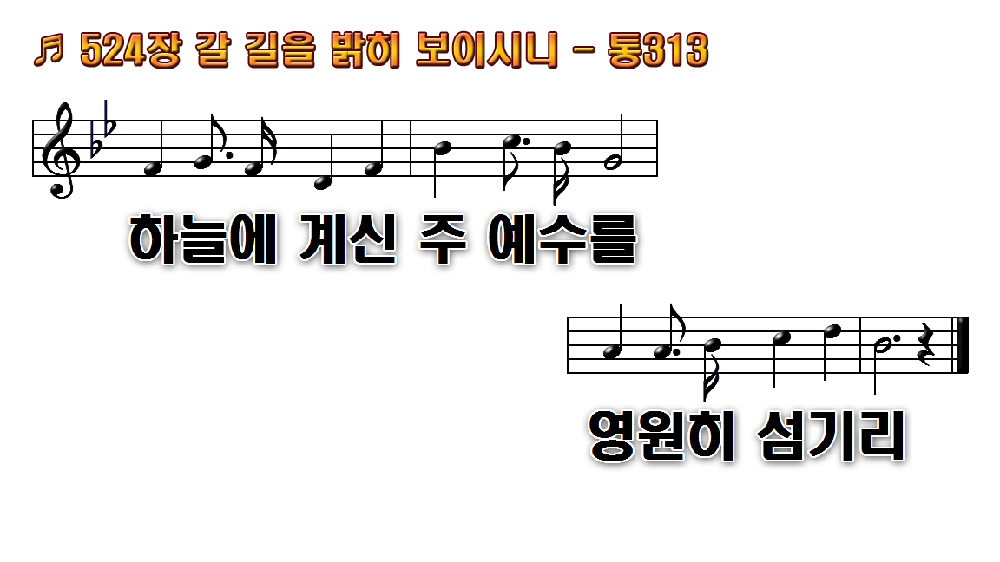 ♬ 524장 갈 길을 밝히 보이시니 - 통313
하늘에 계신 주 예수를
영원히 섬기리